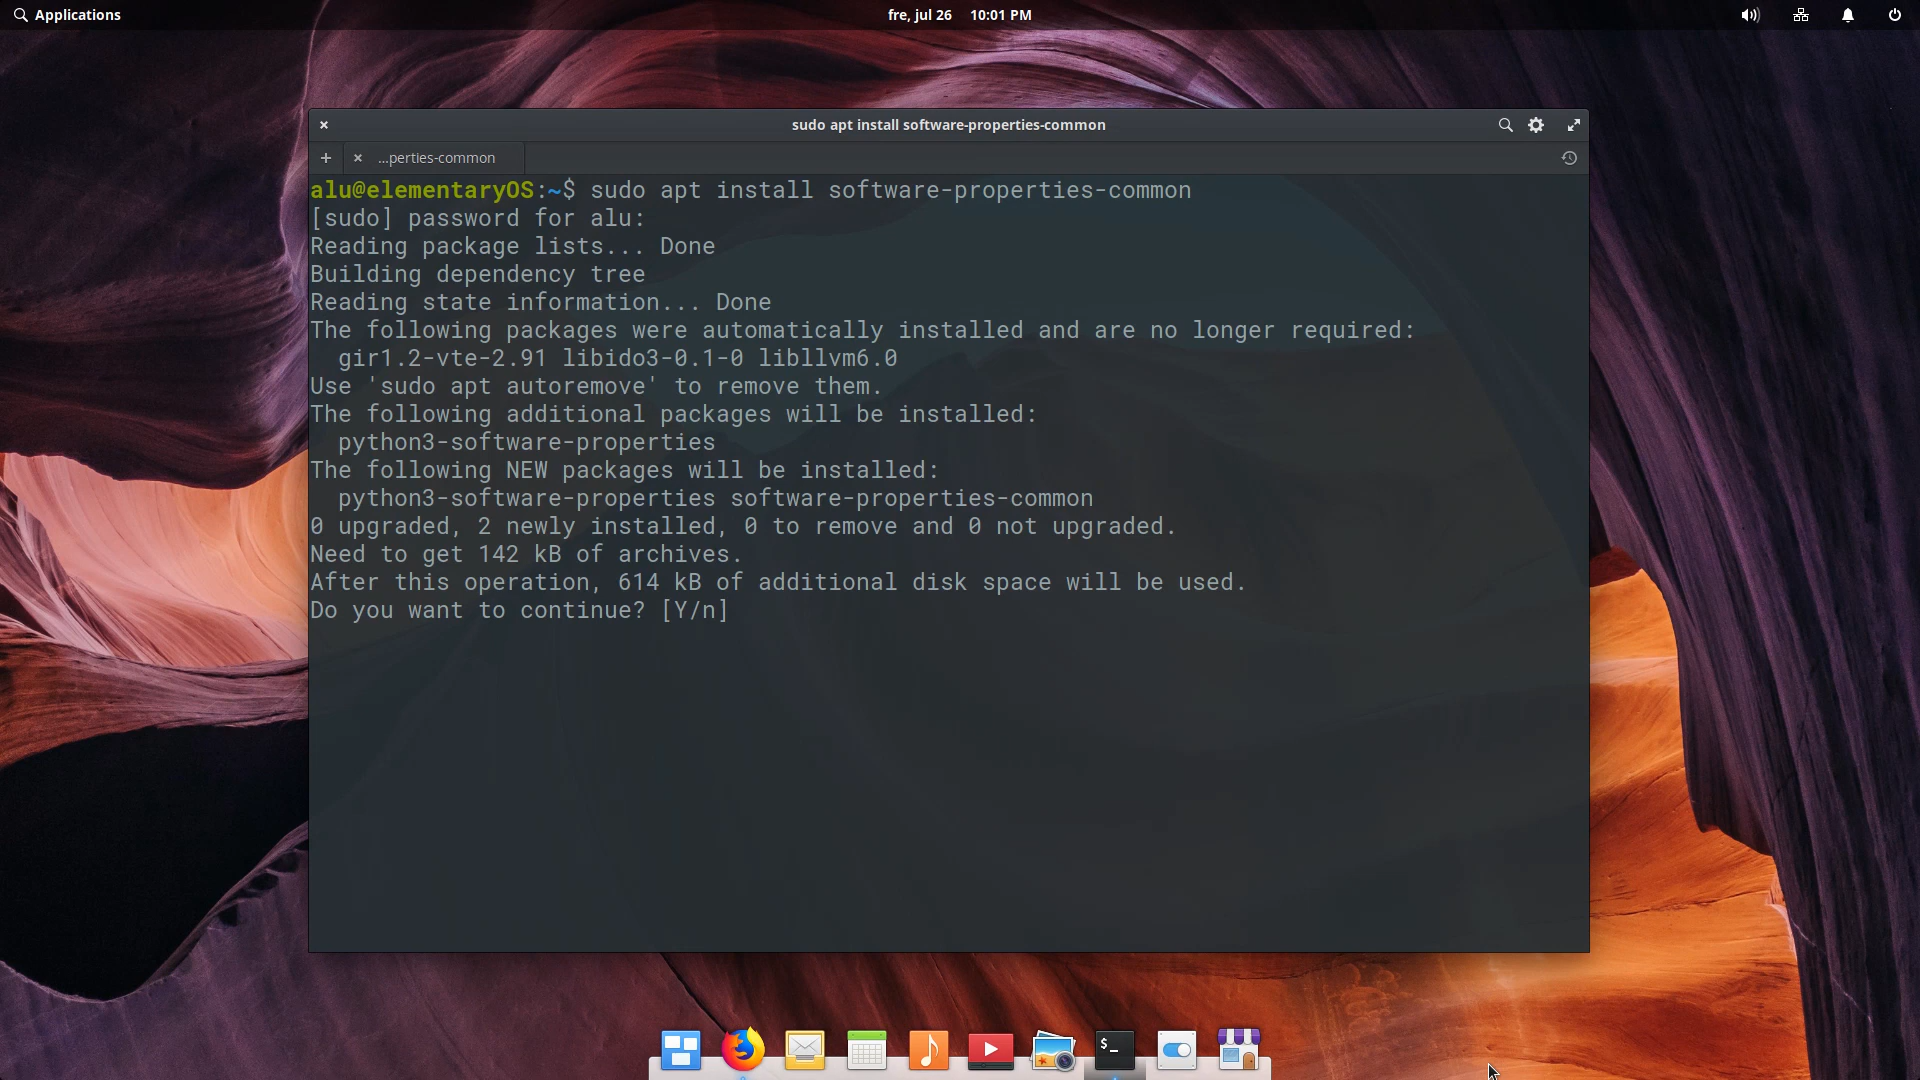 Applications
fre, jul 26 10:01 PM
sudo apt install software-properties-common
...perties-common
alu@elementaryOS:~$ sudo apt install software-properties-common
[sudo] password for alu:
Reading package lists... Done
Building dependency tree
Reading state information... Done
The following packages were automatically installed and are no longer required:
  gir1.2-vte-2.91 libido3-0.1-0 libllvm6.0
Use 'sudo apt autoremove' to remove them.
The following additional packages will be installed:
  python3-software-properties
The following NEW packages will be installed:
  python3-software-properties software-properties-common
0 upgraded, 2 newly installed, 0 to remove and 0 not upgraded.
Need to get 142 kB of archives.
After this operation, 614 kB of additional disk space will be used.
Do you want to continue? [Y/n]
$_